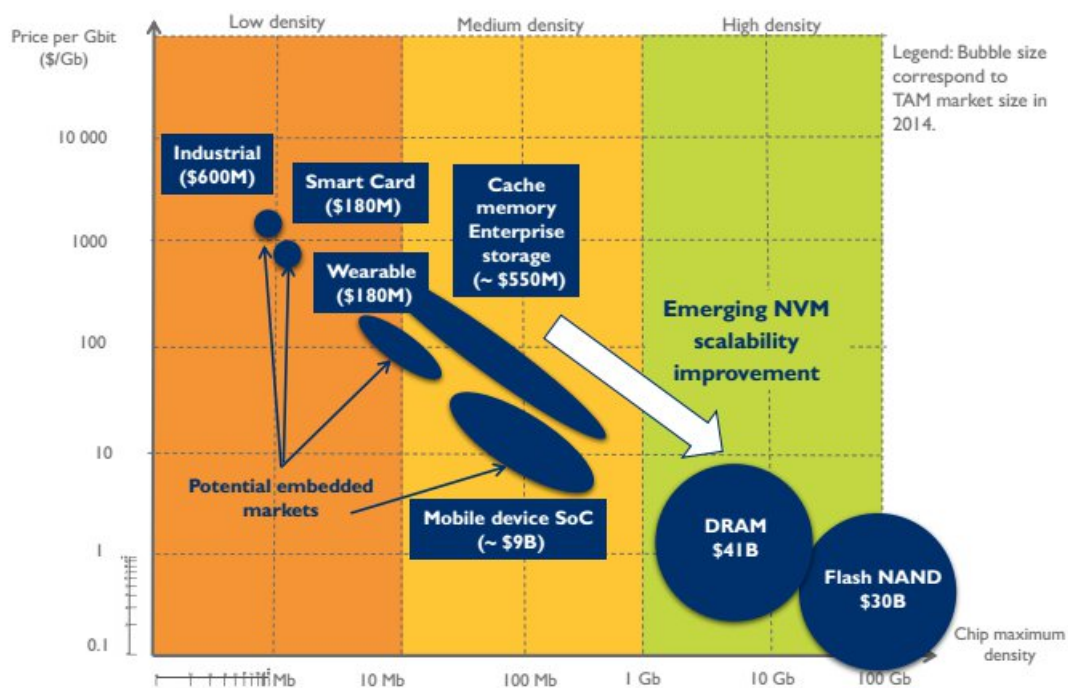 Low density
Medium density
High density
Price per Gbit
($/Gb)
Legend: Bubble size
correspond to
TAM market size in
2014.
10 000
Industrial
($600M)
Smart Card
($180M)
Cache
memory
Enterprise
storage
(~ $550M)
1000
Wearable
($180M)
Emerging NVM
scalability
improvement
100
10
Potential embedded
markets
Mobile device SoC
(~ $9B)
DRAM
$41B
1
Flash NAND
$30B
0.1
Chip maximum
density
1 Mb
10 Mb
100 Mb
1 Gb
10 Gb
100 Gb